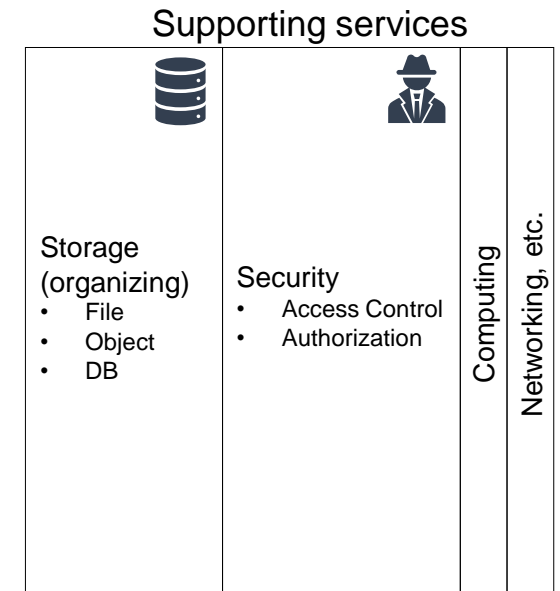 Supporting services
Storage
(organizing)
• File
• Object
• DB
Security
• Access Control
• Authorization
Computing
Networking, etc.